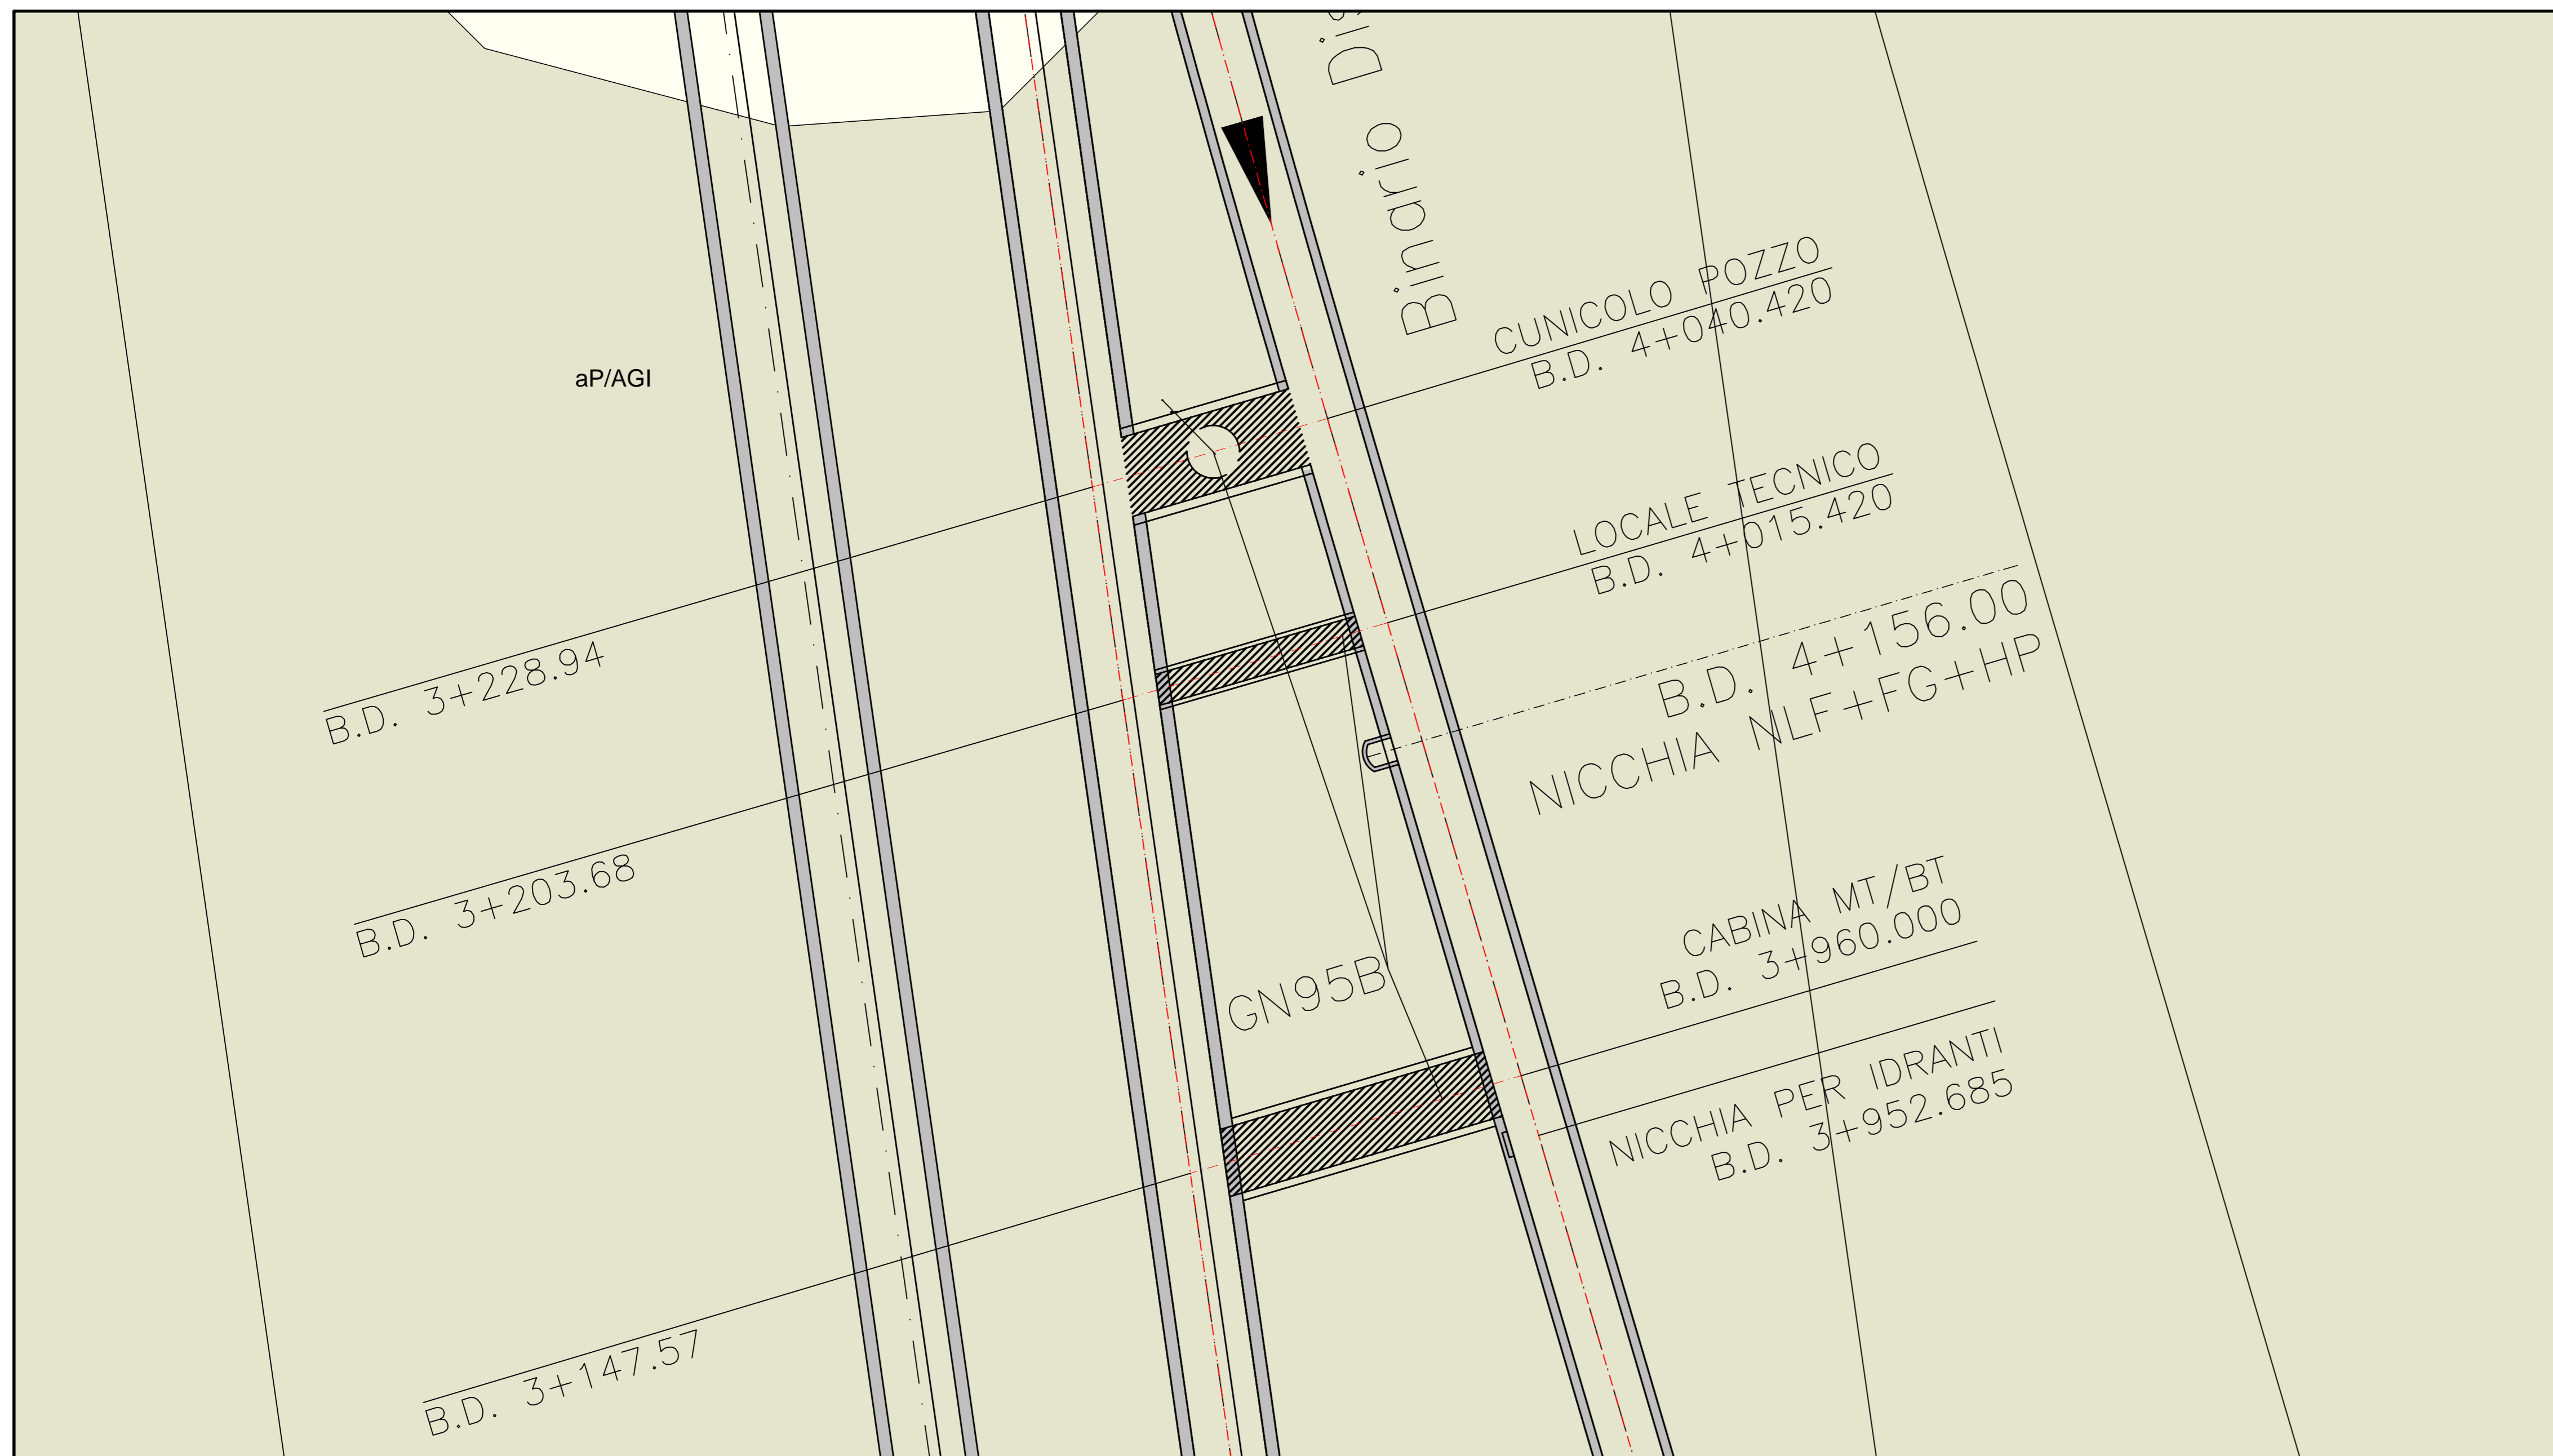 Binario
aP/AGI
CUNICOLO POZZO
B.D. 4+040.420
LOCALE TECNICO
B.D. 4+015.420
B.D. 4+156.00
NICCHIA NLF+FG+HP
B.D. 3+228.94
B.D. 3+203.68
CABINA MT/BT
B.D. 3+960.000
GN95B
NICCHIA PER IDRANTI
B.D. 3+952.685
B.D. 3+147.57